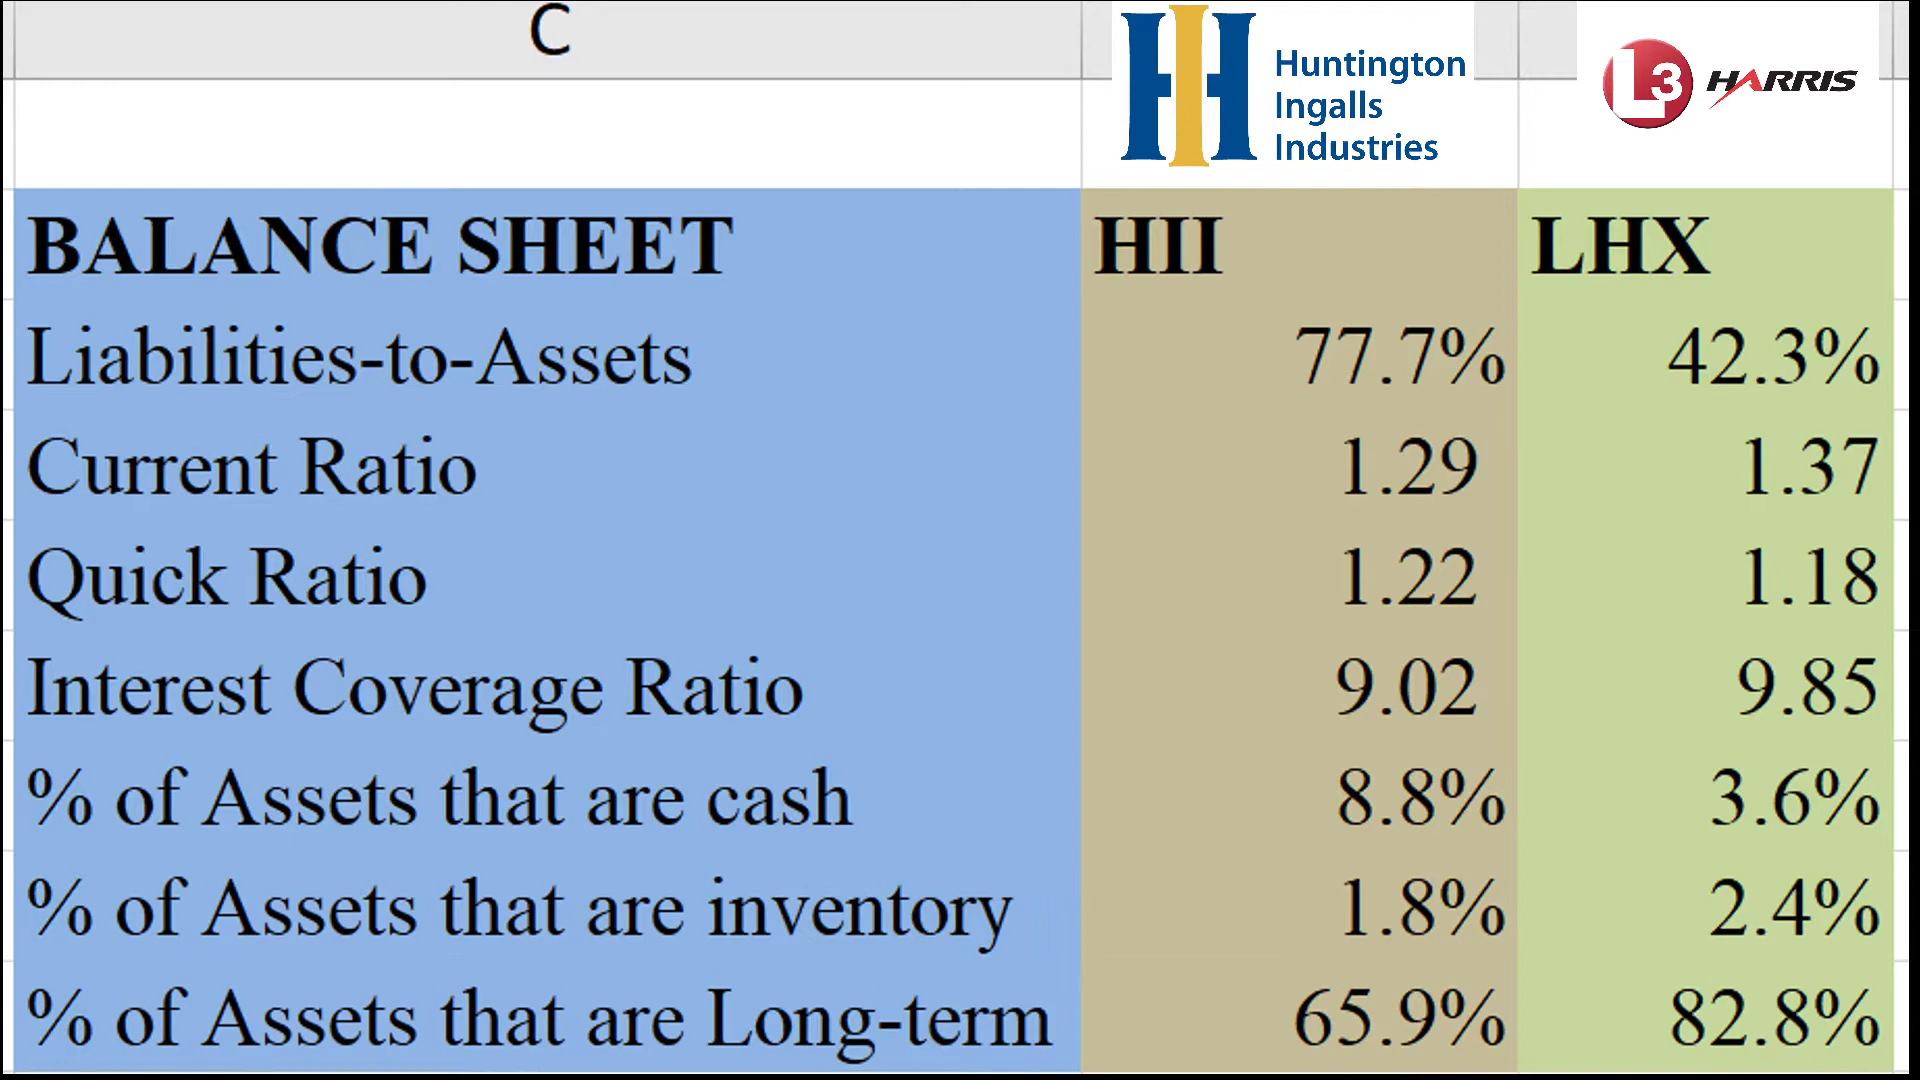 C
Huntington
Ingalls
Industries
L3 HARRIS
BALANCE SHEET HII LHX
Liabilities-to-Assets 77.7% 42.3%
Current Ratio 1.29 1.37
Quick Ratio 1.22 1.18
Interest Coverage Ratio 9.02 9.85
% of Assets that are cash 8.8% 3.6%
% of Assets that are inventory 1.8% 2.4%
% of Assets that are Long-term 65.9% 82.8%